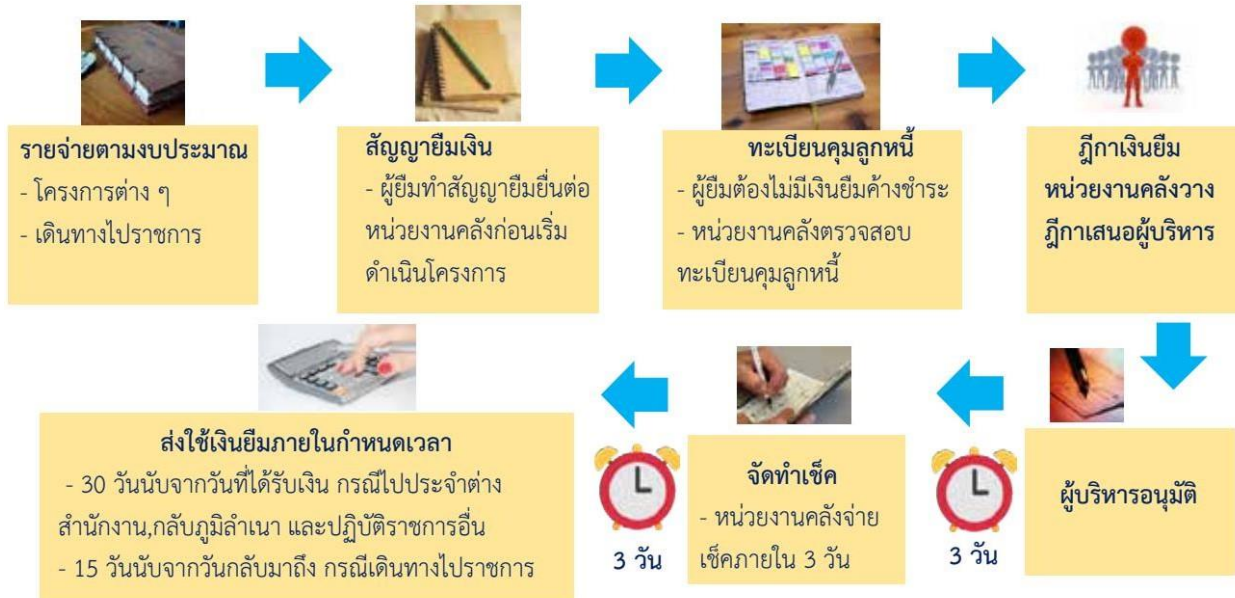 รายจ่ายตามงบประมาณ
- โครงการต่าง ๆ
- เดินทางไปราชการ
สัญญายืมเงิน
- ผู้ยืมทำสัญญายืมยื่นต่อ
หน่วยงานคลังก่อนเริ่ม
ดำเนินโครงการ
ทะเบียนคุมลูกหนี้
- ผู้ยืมต้องไม่มีเงินยืมค้างชำระ
- หน่วยงานคลังตรวจสอบ
ทะเบียนคุมลูกหนี้
ฎีกาเงินยืม
หน่วยงานคลังวาง
ฎีกาเสนอผู้บริหาร
ผู้บริหารอนุมัติ
3 วัน
จัดทำเช็ค
- หน่วยงานคลังจ่าย
เช็คภายใน 3 วัน
3 วัน
ส่งใช้เงินยืมภายในกำหนดเวลา
- 30 วันนับจากวันที่ได้รับเงิน กรณีไปประจำต่าง
สำนักงาน,กลับภูมิลำเนา และปฏิบัติราชการอื่น
- 15 วันนับจากวันกลับมาถึง กรณีเดินทางไปราชการ